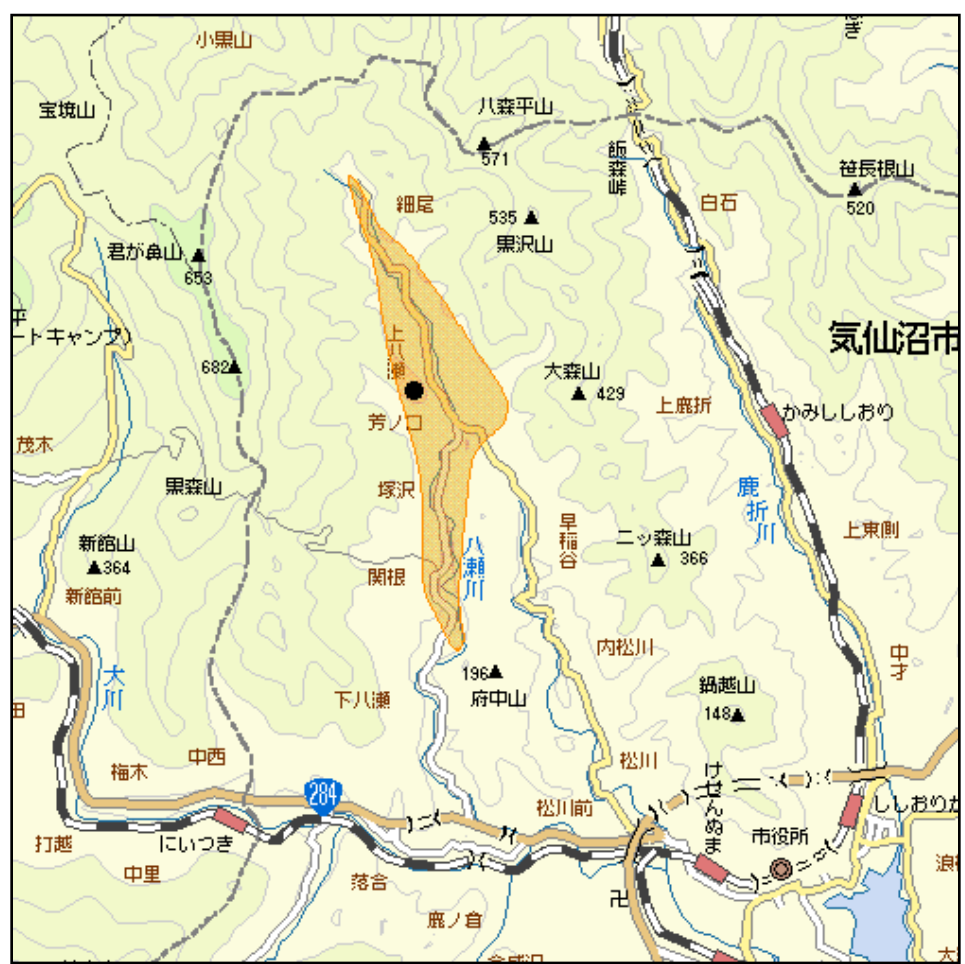 小黒山
宝境山
八森平山
571
飯森峠
笹長根山
520
白石
細尾
535
黒沢山
君が鼻山
653
気仙沼市
ートキャンプ)
上八瀬
682
大森山
429
上鹿折
かみししおり
芳ノ口
茂木
塚沢
黒森山
鹿折川
早稲谷
上東側
新館山
364
八瀬川
二ッ森山
366
関根
新館前
内松川
中才
大川
196
府中山
鍋越山
148
下八瀬
中西
梅木
松川
284
松川前
けせんぬま
ししおりか
打越
にいつき
市役所
中里
落合
卍
鹿ノ倉